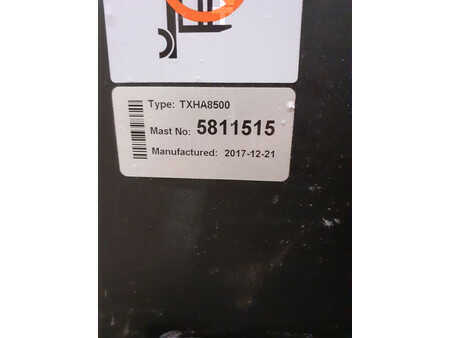 Type: TXHA8500
Mast No: 5811515
Manufactured: 2017-12-21